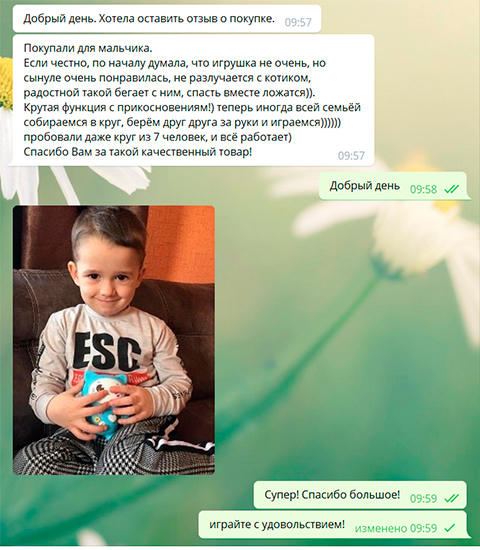 Добрый день. Хотела оставить отзыв о покупке.
09:57
Покупали для мальчика.
Если честно, по началу думала, что игрушка не очень, но
сынуле очень понравилась, не разлучается с котиком,
радостной такой бегает с ним, спасть вместе ложатся)).
Крутая функция с прикосновениям!) теперь иногда всей семьёй
собираемся в круг, берём друг друга за руки и играемся))))))
пробовали даже круг из 7 человек, и всё работает)
Спасибо Вам за такой качественный товар!
09:57
Добрый день 09:58
ESC
Супер! Спасибо большое! 09:59
играйте с удовольствием! изменено 09:59